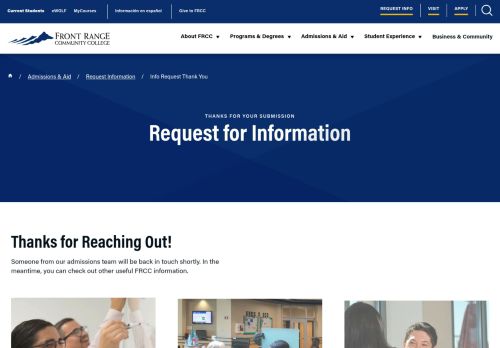 Current Students eWOLF MyCourses Información en español Give to FRCC REQUEST INFO VISIT APPLY
FRONT RANGE
COMMUNITY COLLEGE
About FRCC Programs & Degrees Admissions & Aid Student Experience Business & Community
/ Admissions & Aid / Request Information / Info Request Thank You
THANKS FOR YOUR SUBMISSION
Request for Information
Thanks for Reaching Out!
Someone from our admissions team will be back in touch shortly. In the
meantime, you can check out other useful FRCC information.